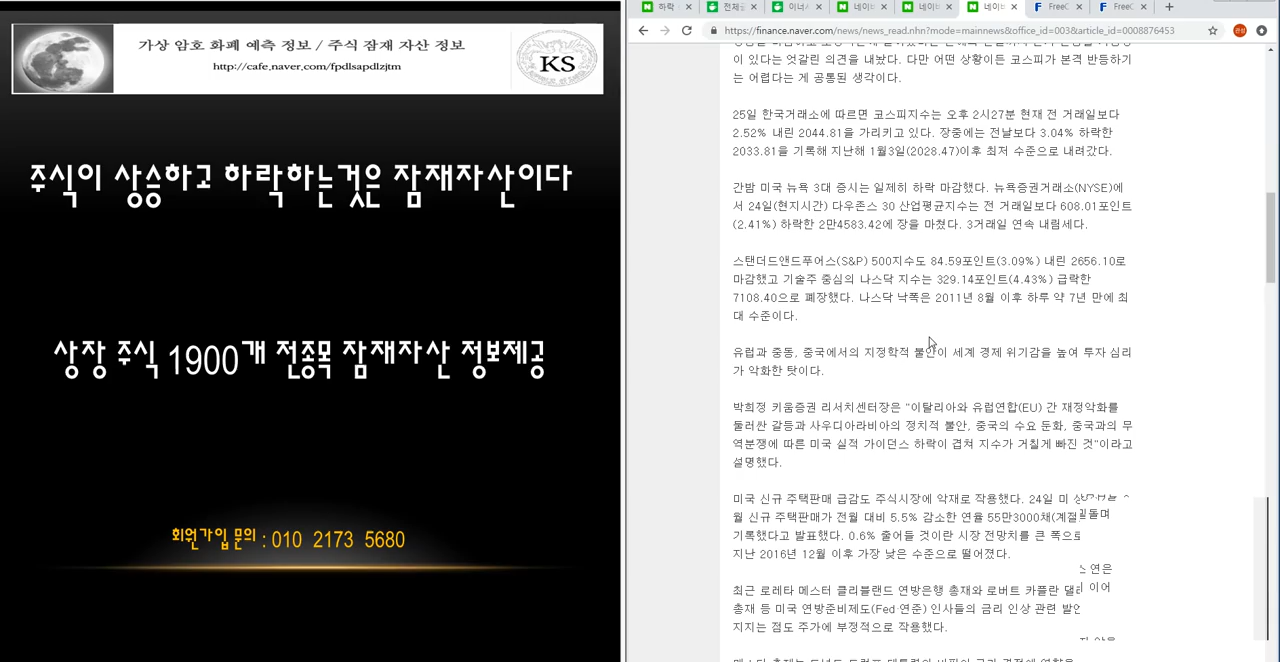 가상 암호 화폐 예측 정보 / 주식 잠재 자산 정보
http://cafe.naver.com/fpdlsapdlzjtm
KS
주식이 상승하고 하락하는것은 잠재자산이다
상장 주식 1900개 전종목 잠재자산 정보제공
회원가입 문의 : 010 2173 5680
하락
전체글
이너사
네이버
네이버
네이버
FreeC
FreeC
https://finance.naver.com/news/news_read.nhn?mode=mainnews&office_id=003&article_id=0008876453
이 있다는 엇갈린 의견을 내놨다. 다만 어떤 상황이든 코스피가 본격 반등하기
는 어렵다는 게 공통된 생각이다.
25일 한국거래소에 따르면 코스피지수는 오후 2시27분 현재 전 거래일보다
2.52% 내린 2044.81을 가리키고 있다. 장중에는 전날보다 3.04% 하락한
2033.81을 기록해 지난해 1월3일(2028.47)이후 최저 수준으로 내려갔다.
간밤 미국 뉴욕 3대 증시는 일제히 하락 마감했다. 뉴욕증권거래소(NYSE)에
서 24일(현지시간) 다우존스 30 산업평균지수는 전 거래일보다 608.01포인트
(2.41%) 하락한 2만4583.42에 장을 마쳤다. 3거래일 연속 내림세다.
스탠더드앤드푸어스(S&P) 500지수도 84.59포인트(3.09%) 내린 2656.10로
마감했고 기술주 중심의 나스닥 지수는 329.14포인트(4.43%) 급락한
7108.40으로 폐장했다. 나스닥 낙폭은 2011년 8월 이후 하루 약 7년 만에 최
대 수준이다.
유럽과 중동, 중국에서의 지정학적 불안이 세계 경제 위기감을 높여 투자 심리
가 악화한 탓이다.
박희정 키움증권 리서치센터장은 "이탈리아와 유럽연합(EU) 간 재정악화를
둘러싼 갈등과 사우디아라비아의 정치적 불안, 중국의 수요 둔화, 중국과의 무
역분쟁에 따른 미국 실적 가이던스 하락이 겹쳐 지수가 거칠게 빠진 것"이라고
설명했다.
미국 신규 주택판매 급감도 주식시장에 악재로 작용했다. 24일 미
월 신규 주택판매가 전월 대비 5.5% 감소한 연율 55만3000채(계절
밑돌며
기록했다고 발표했다. 0.6% 줄어들 것이란 시장 전망치를 큰 폭으로
지난 2016년 12월 이후 가장 낮은 수준으로 떨어졌다.
연은
최근 로레타 메스터 클리블랜드 연방은행 총재와 로버트 카플란 댈러
이어
총재 등 미국 연방준비제도(Fed·연준) 인사들의 금리 인상 관련 발언
지지는 점도 주가에 부정적으로 작용했다.